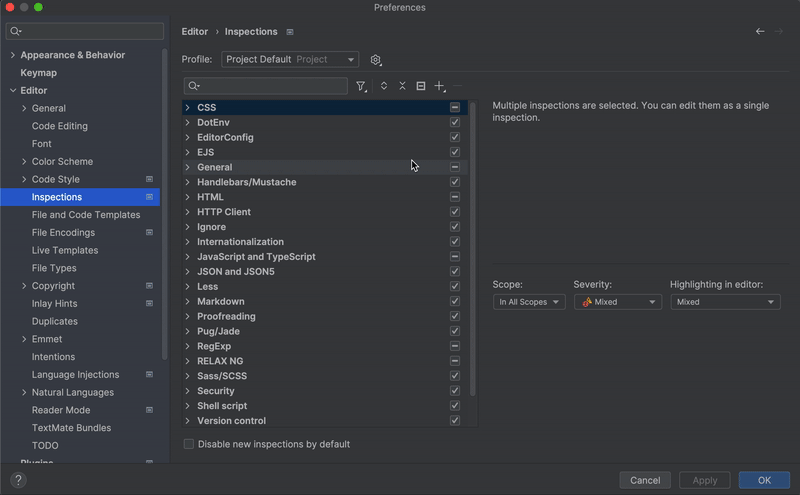 Preferences
Appearance & Behavior
Keymap
Editor
General
Code Editing
Font
Color Scheme
Code Style
Inspections
File and Code Templates
File Encodings
Live Templates
File Types
Copyright
Inlay Hints
Duplicates
Emmet
Intentions
Language Injections
Natural Languages
Reader Mode
TextMate Bundles
TODO
Plugins
Editor › Inspections
Profile: Project Default Project
CSS
DotEnv
EditorConfig
EJS
General
Handlebars/Mustache
HTML
HTTP Client
Ignore
Internationalization
JavaScript and TypeScript
JSON and JSON5
Less
Markdown
Proofreading
Pug/Jade
RegExp
RELAX NG
Sass/SCSS
Security
Shell script
Version control
Disable new inspections by default
Multiple inspections are selected. You can edit them as a single
inspection.
Scope: Severity: Highlighting in editor:
In All Scopes Mixed Mixed
? Cancel Apply OK